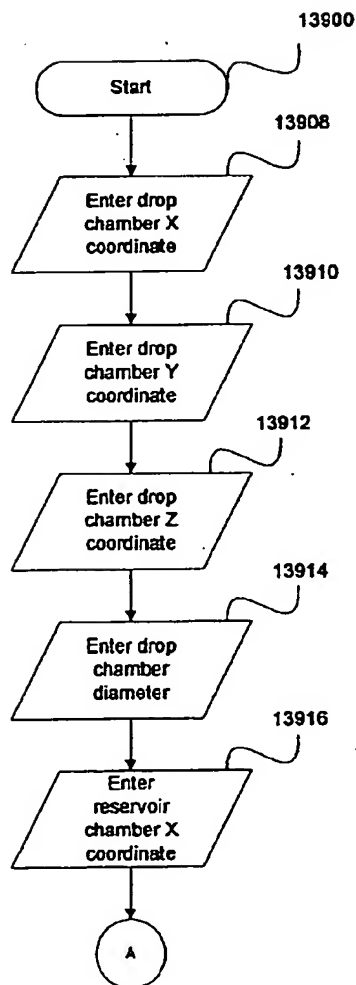 13900
Start
13908
Enter drop
chamber X
coordinate
13910
Enter drop
chamber Y
coordinate
13912
Enter drop
chamber Z
coordinate
13914
Enter drop
chamber
diameter
13916
Enter
reservoir
chamber X
coordinate
A